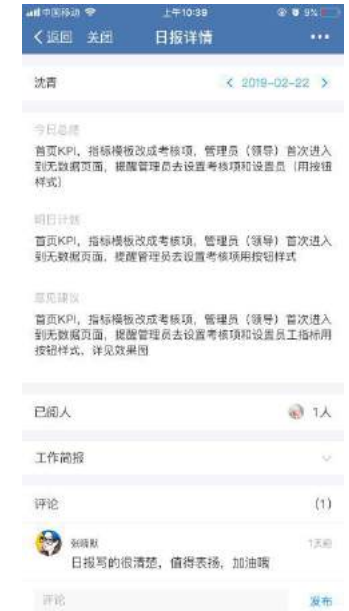 中国移动 上午10:39 9%
返回 关闭 日报详情
沈青 2019-02-22
今日总结
首页KPI，指标模板改成考核项，管理员（领导）首次进入
到无数据页面，提醒管理员去设置考核项和设置员（用按钮
样式）
明日计划
首页KPI，指标模板改成考核项，管理员（领导）首次进入
到无数据页面，提醒管理员去设置考核项用按钮样式
意见建议
首页KPI，指标模板改成考核项，管理员（领导）首次进入
到无数据页面，提醒管理员去设置考核项和设置员工指标用
按钮样式、详见效果图
已阅人 1人
工作简报
评论 (1)
张晓默 1天前
日报写的很清楚，值得表扬，加油哦
评论 发布